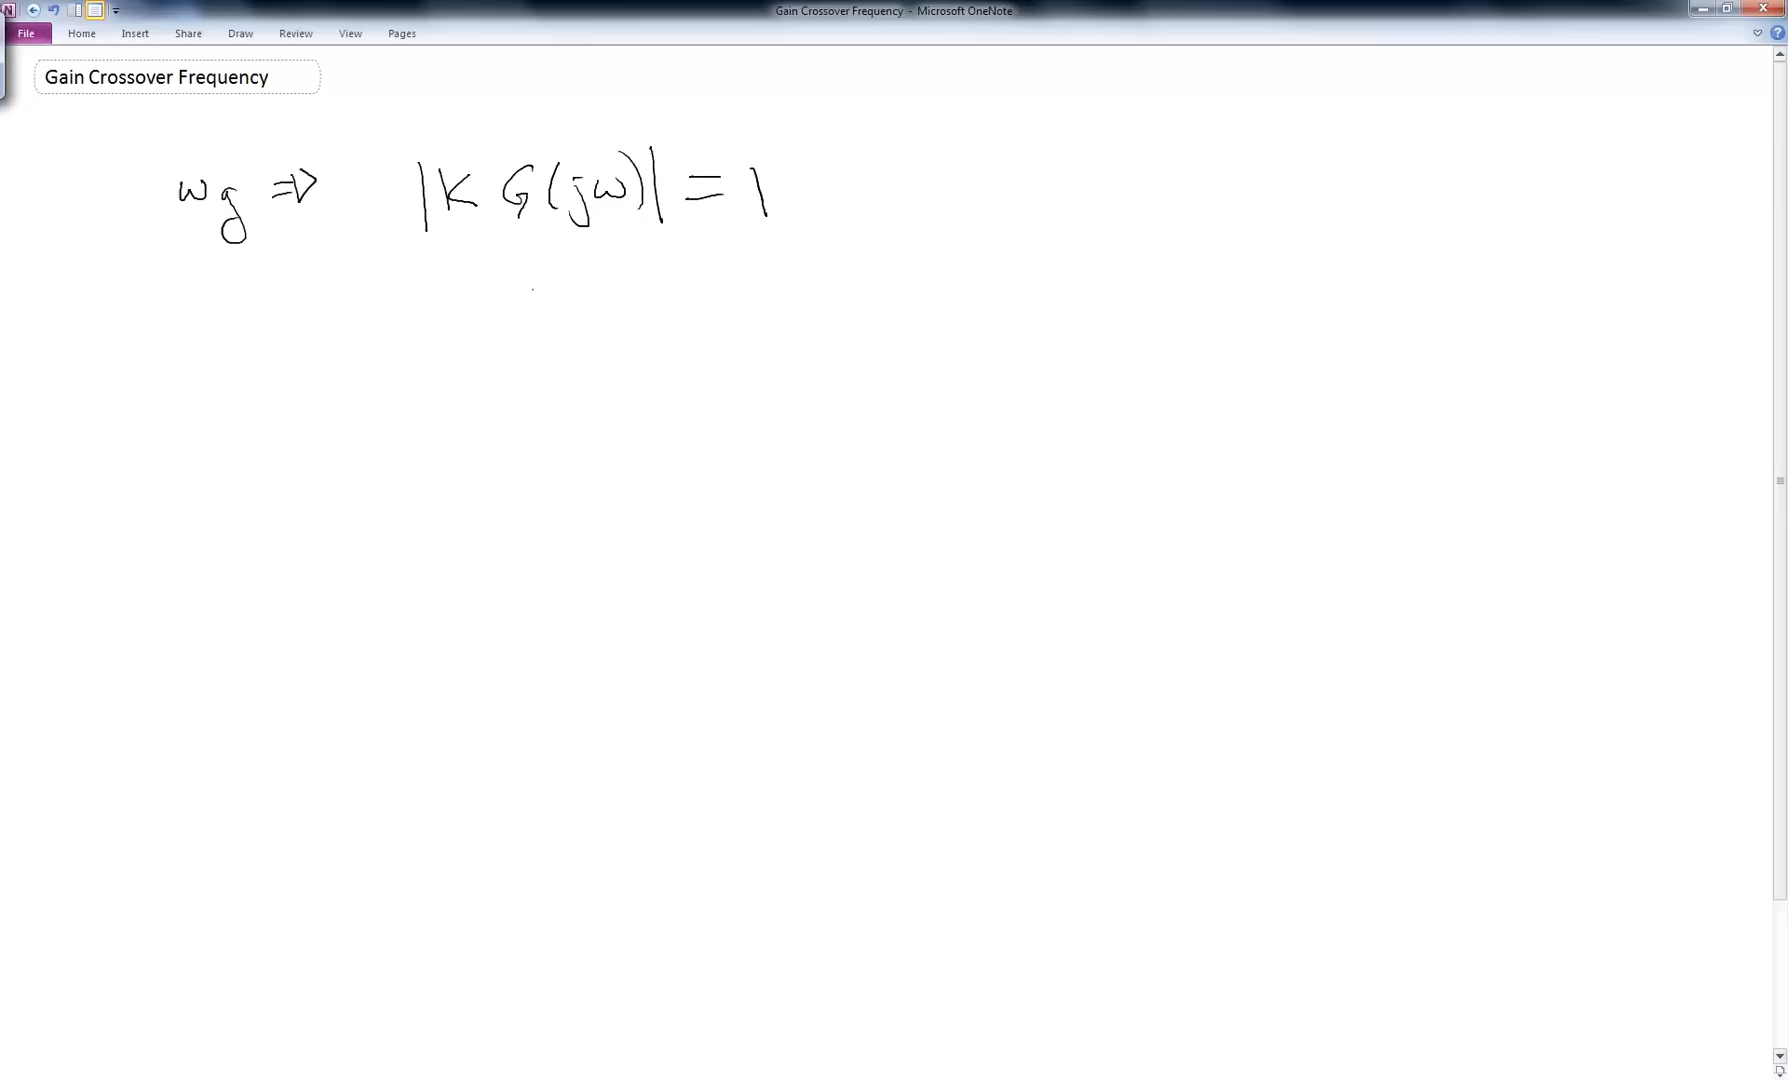 Gain Crossover Frequency - Microsoft OneNote
File Home Insert Share Draw Review View Pages
Gain Crossover Frequency
ωg ⇒ |K G(jω)| = 1